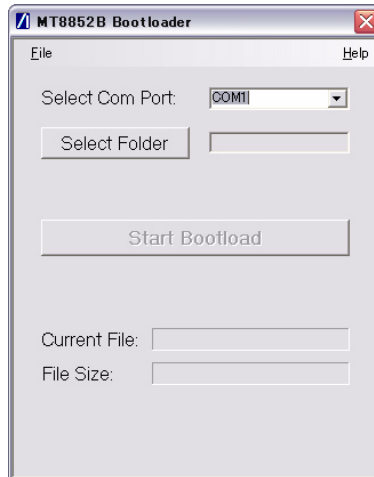 MT8852B Bootloader
File Help
Select Com Port: COM1
Select Folder
Start Bootload
Current File:
File Size: